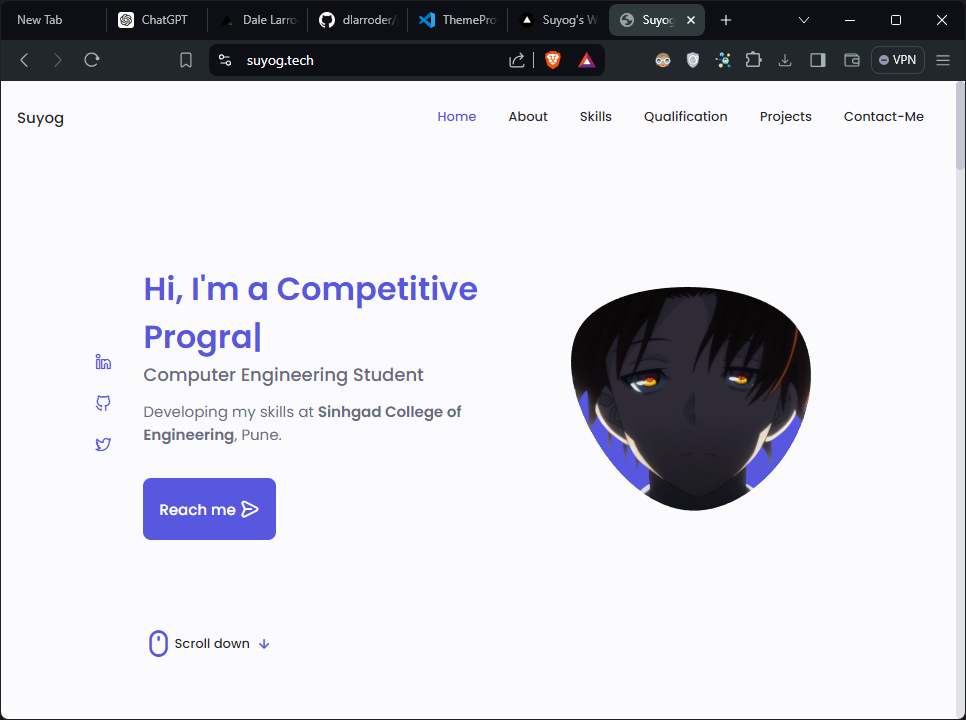 New Tab
ChatGPT
Dale Larro
dlarroder/
ThemePro
Suyog's W
Suyog
suyog.tech
VPN
Suyog
Home
About
Skills
Qualification
Projects
Contact-Me
Hi, I'm a Competitive
Progra|
Computer Engineering Student
Developing my skills at Sinhgad College of
Engineering, Pune.
Reach me
Scroll down